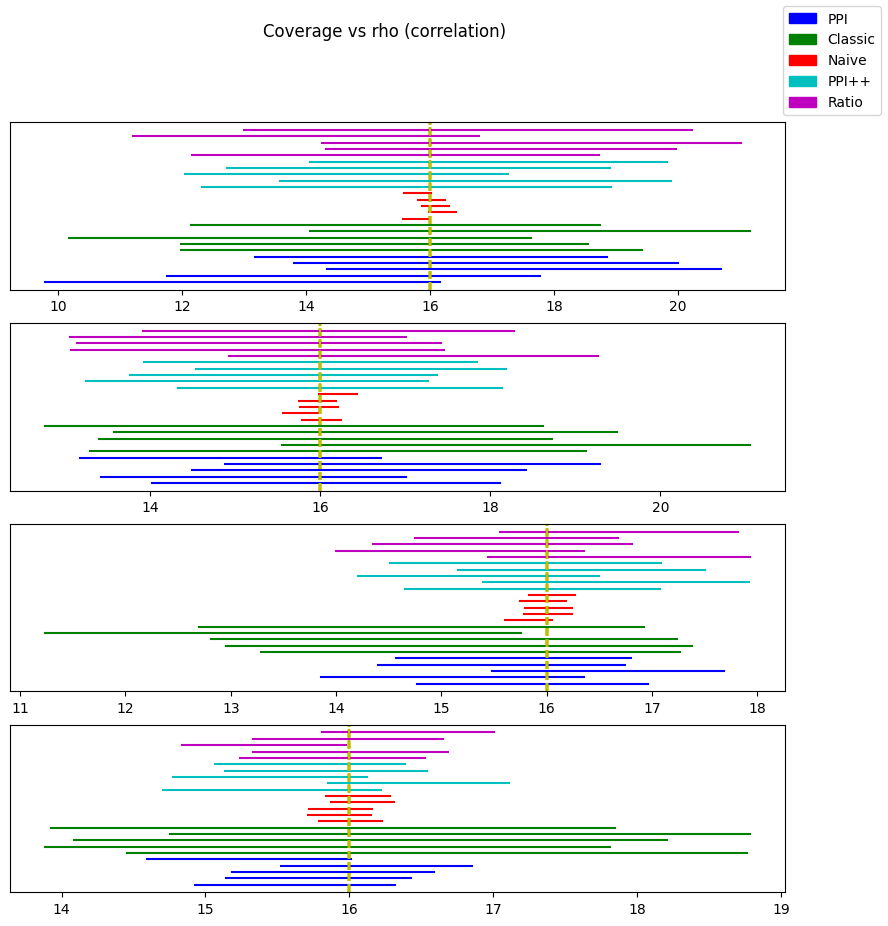 Coverage vs rho (correlation)
PPI
Classic
Naive
PPI++
Ratio
10 12 14 16 18 20
14 16 18 20
11 12 13 14 15 16 17 18
14 15 16 17 18 19